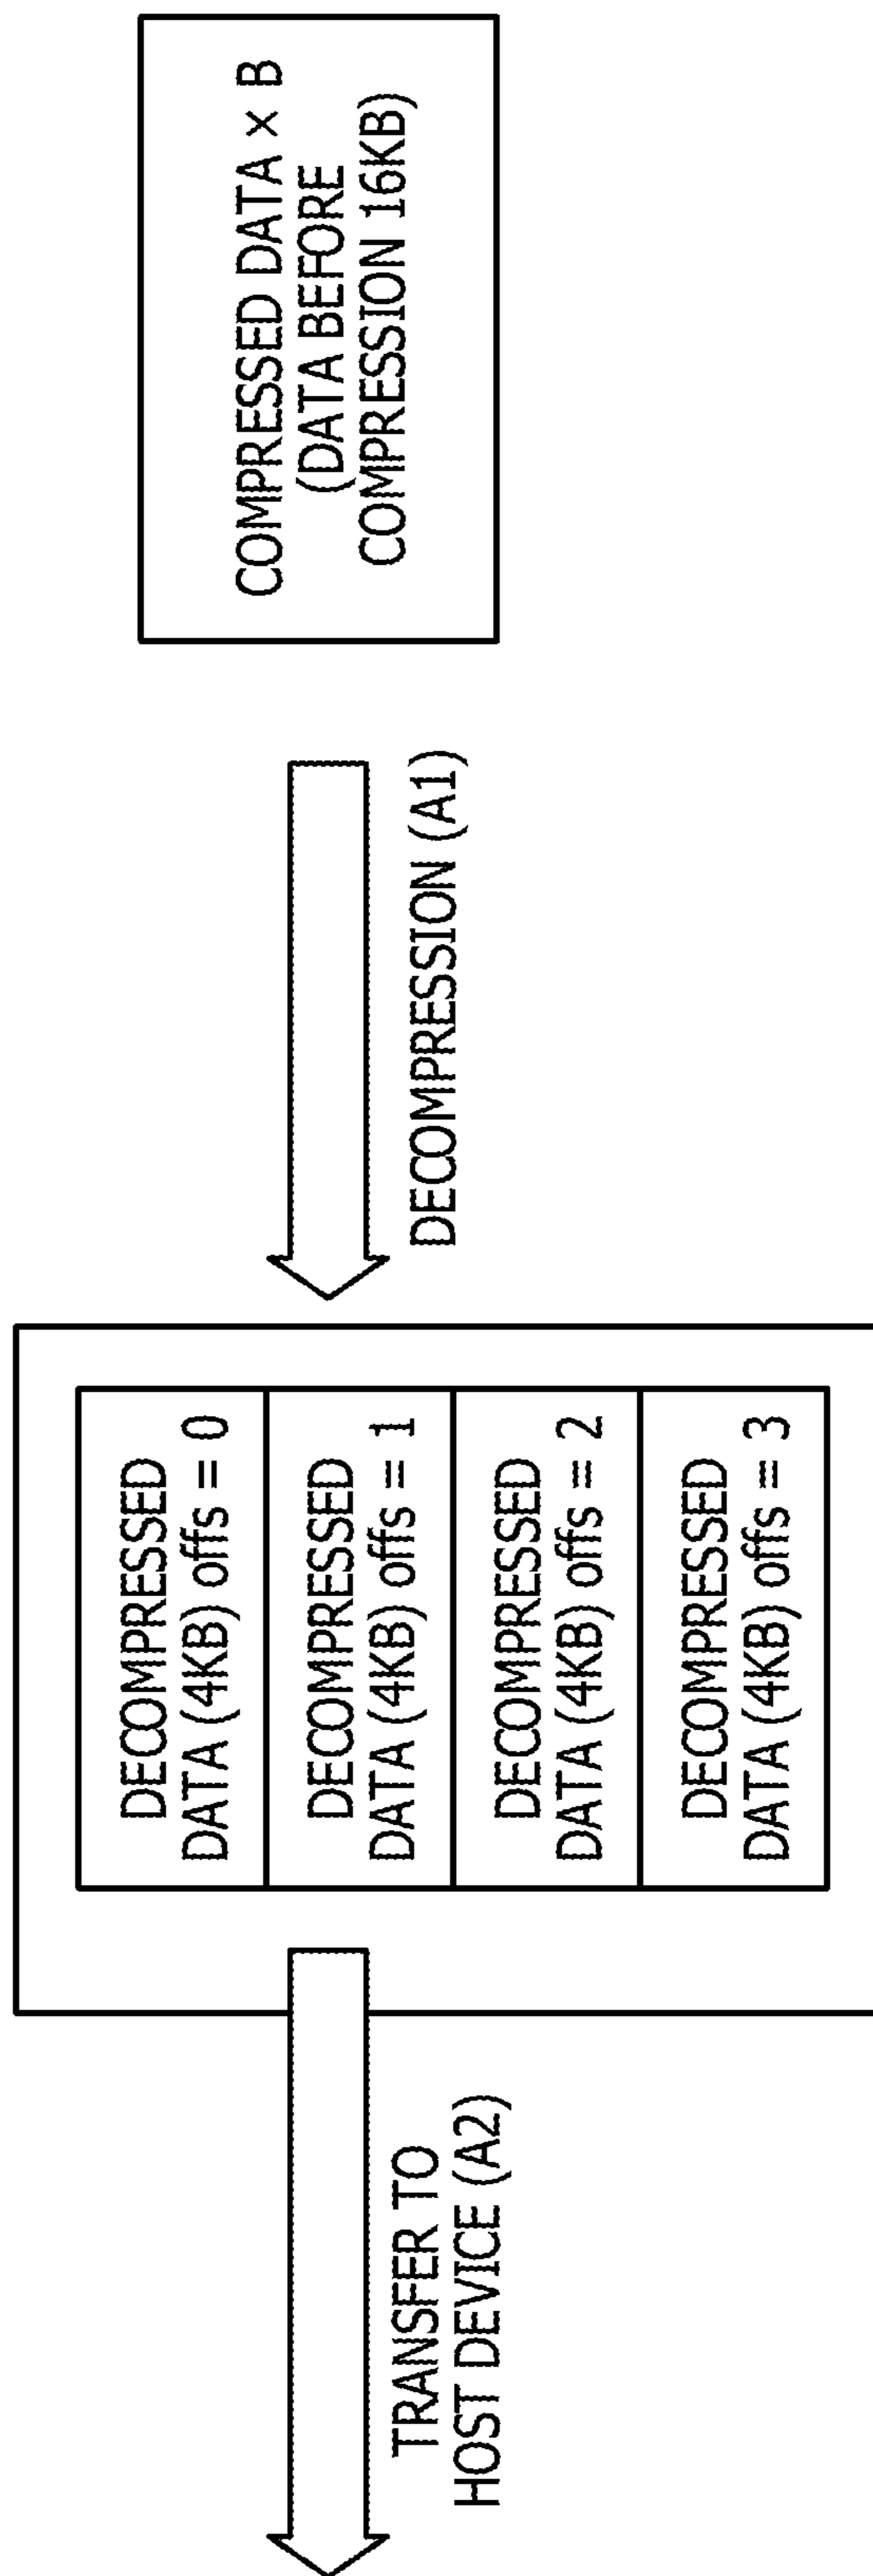 COMPRESSED DATA × B
(DATA BEFORE
COMPRESSION 16KB)
DECOMPRESSION (A1)
DECOMPRESSED
DATA (4KB) offs = 0
DECOMPRESSED
DATA (4KB) offs = 1
DECOMPRESSED
DATA (4KB) offs = 2
DECOMPRESSED
DATA (4KB) offs = 3
TRANSFER TO
HOST DEVICE (A2)